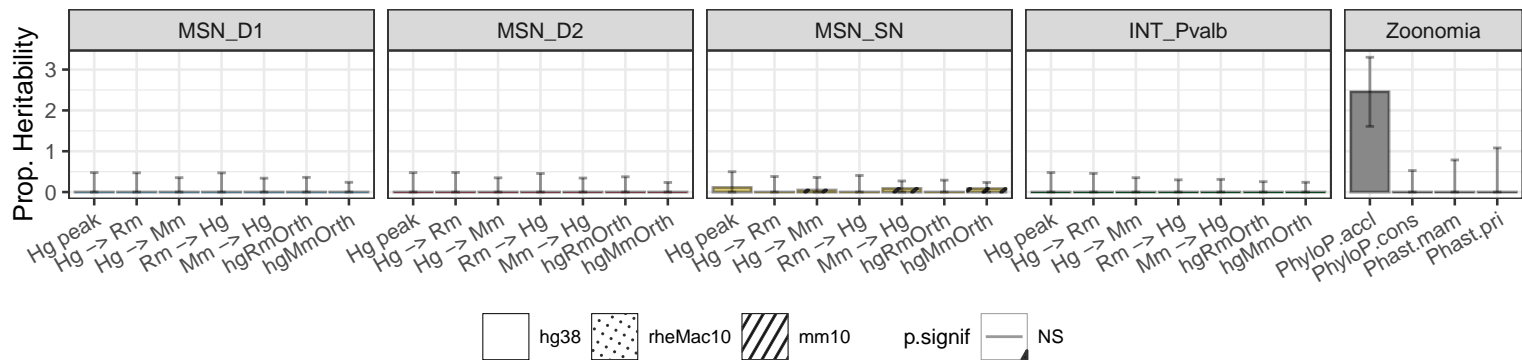 MSN_D1 MSN_D2 MSN_SN INT_Pvalb Zoonomia
Prop. Heritability
3
2
1
0
Hg peak Hg -> Rm Hg -> Mm Rm -> Hg Mm -> Hg hgRmOrth hgMmOrth Hg peak Hg -> Rm Hg -> Mm Rm -> Hg Mm -> Hg hgRmOrth hgMmOrth Hg peak Hg -> Rm Hg -> Mm Rm -> Hg Mm -> Hg hgRmOrth hgMmOrth Hg peak Hg -> Rm Hg -> Mm Rm -> Hg Mm -> Hg hgRmOrth hgMmOrth PhyloP.accl PhyloP.cons Phast.mam Phast.pri
hg38 rheMac10 mm10 p.signif NS